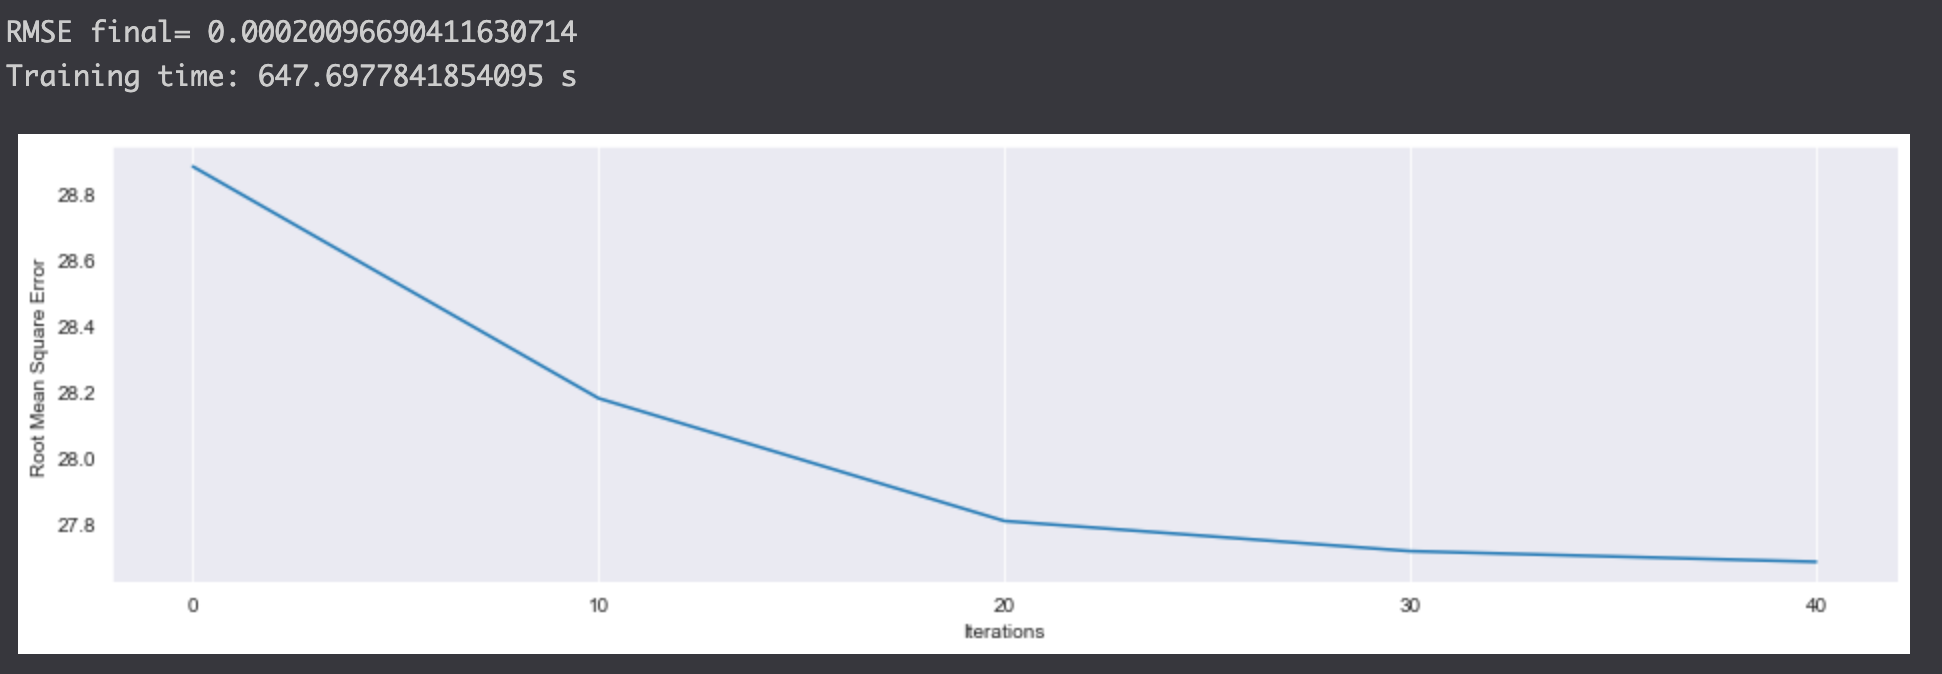 RMSE final= 0.00020096690411630714
Training time: 647.6977841854095 s
28.8
28.6
28.4
28.2
28.0
27.8
Root Mean Square Error
0 10 20 30 40
Iterations